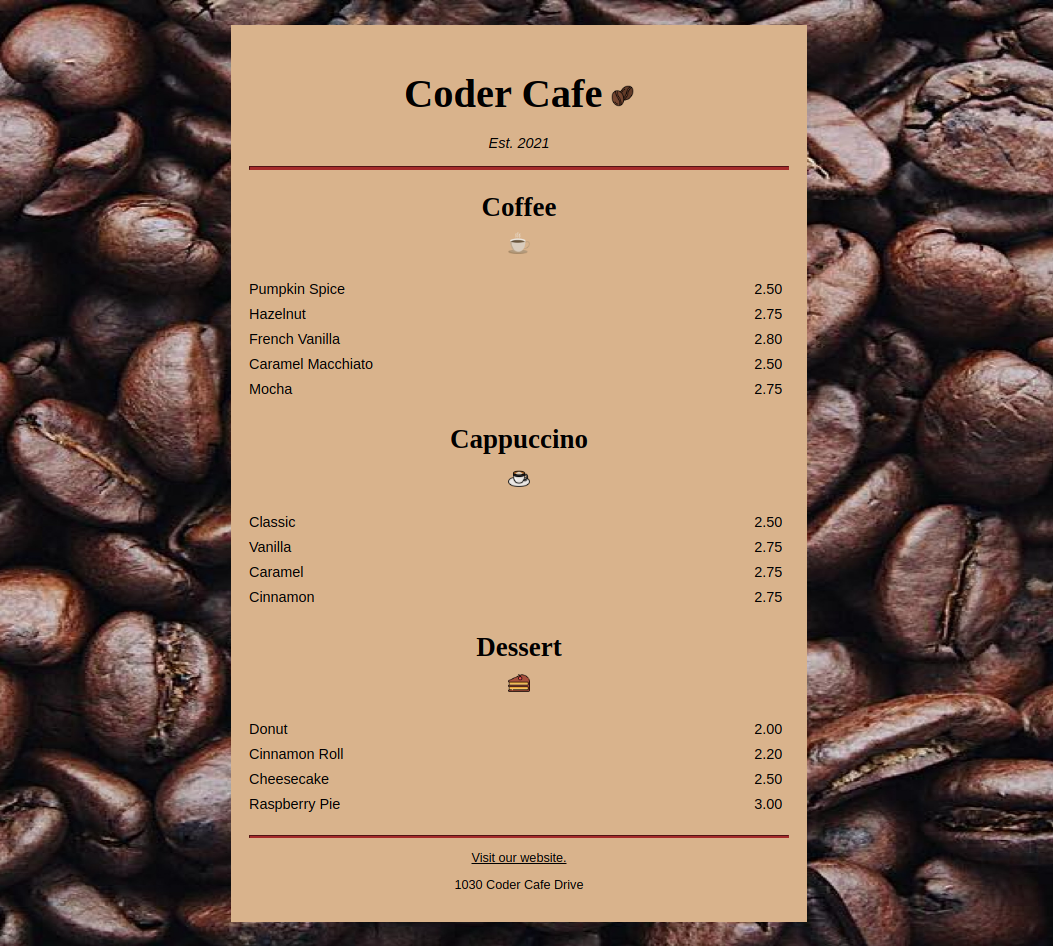 Coder Cafe
Est. 2021
Coffee
Pumpkin Spice 2.50
Hazelnut 2.75
French Vanilla 2.80
Caramel Macchiato 2.50
Mocha 2.75
Cappuccino
Classic 2.50
Vanilla 2.75
Caramel 2.75
Cinnamon 2.75
Dessert
Donut 2.00
Cinnamon Roll 2.20
Cheesecake 2.50
Raspberry Pie 3.00
Visit our website.
1030 Coder Cafe Drive